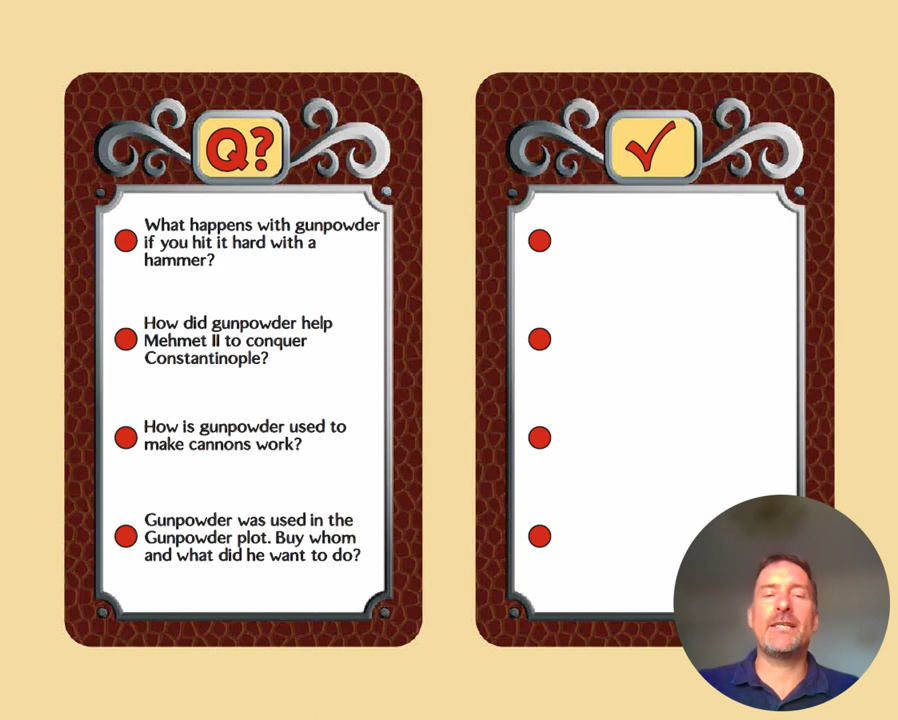 Q?
What happens with gunpowder
if you hit it hard with a
hammer?
How did gunpowder help
Mehmet II to conquer
Constantinople?
How is gunpowder used to
make cannons work?
Gunpowder was used in the
Gunpowder plot. Buy whom
and what did he want to do?